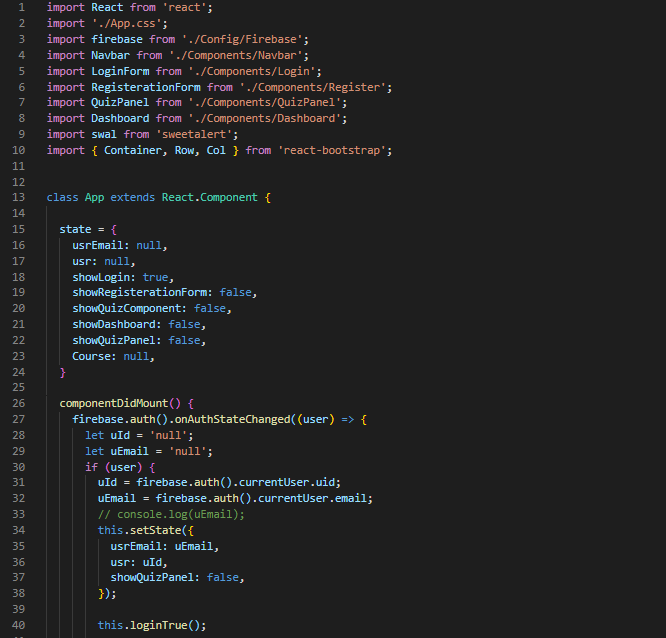 1 import React from 'react';
2 import './App.css';
3 import firebase from './Config/Firebase';
4 import Navbar from './Components/Navbar';
5 import LoginForm from './Components/Login';
6 import RegisterationForm from './Components/Register';
7 import QuizPanel from './Components/QuizPanel';
8 import Dashboard from './Components/Dashboard';
9 import swal from 'sweetalert';
10 import { Container, Row, Col } from 'react-bootstrap';
11
12
13 class App extends React.Component {
14
15   state = {
16     usrEmail: null,
17     usr: null,
18     showLogin: true,
19     showRegisterationForm: false,
20     showQuizComponent: false,
21     showDashboard: false,
22     showQuizPanel: false,
23     Course: null,
24   }
25
26   componentDidMount() {
27     firebase.auth().onAuthStateChanged((user) => {
28       let uId = 'null';
29       let uEmail = 'null';
30       if (user) {
31         uId = firebase.auth().currentUser.uid;
32         uEmail = firebase.auth().currentUser.email;
33         // console.log(uEmail);
34         this.setState({
35           usrEmail: uEmail,
36           usr: uId,
37           showQuizPanel: false,
38         });
39
40         this.loginTrue();